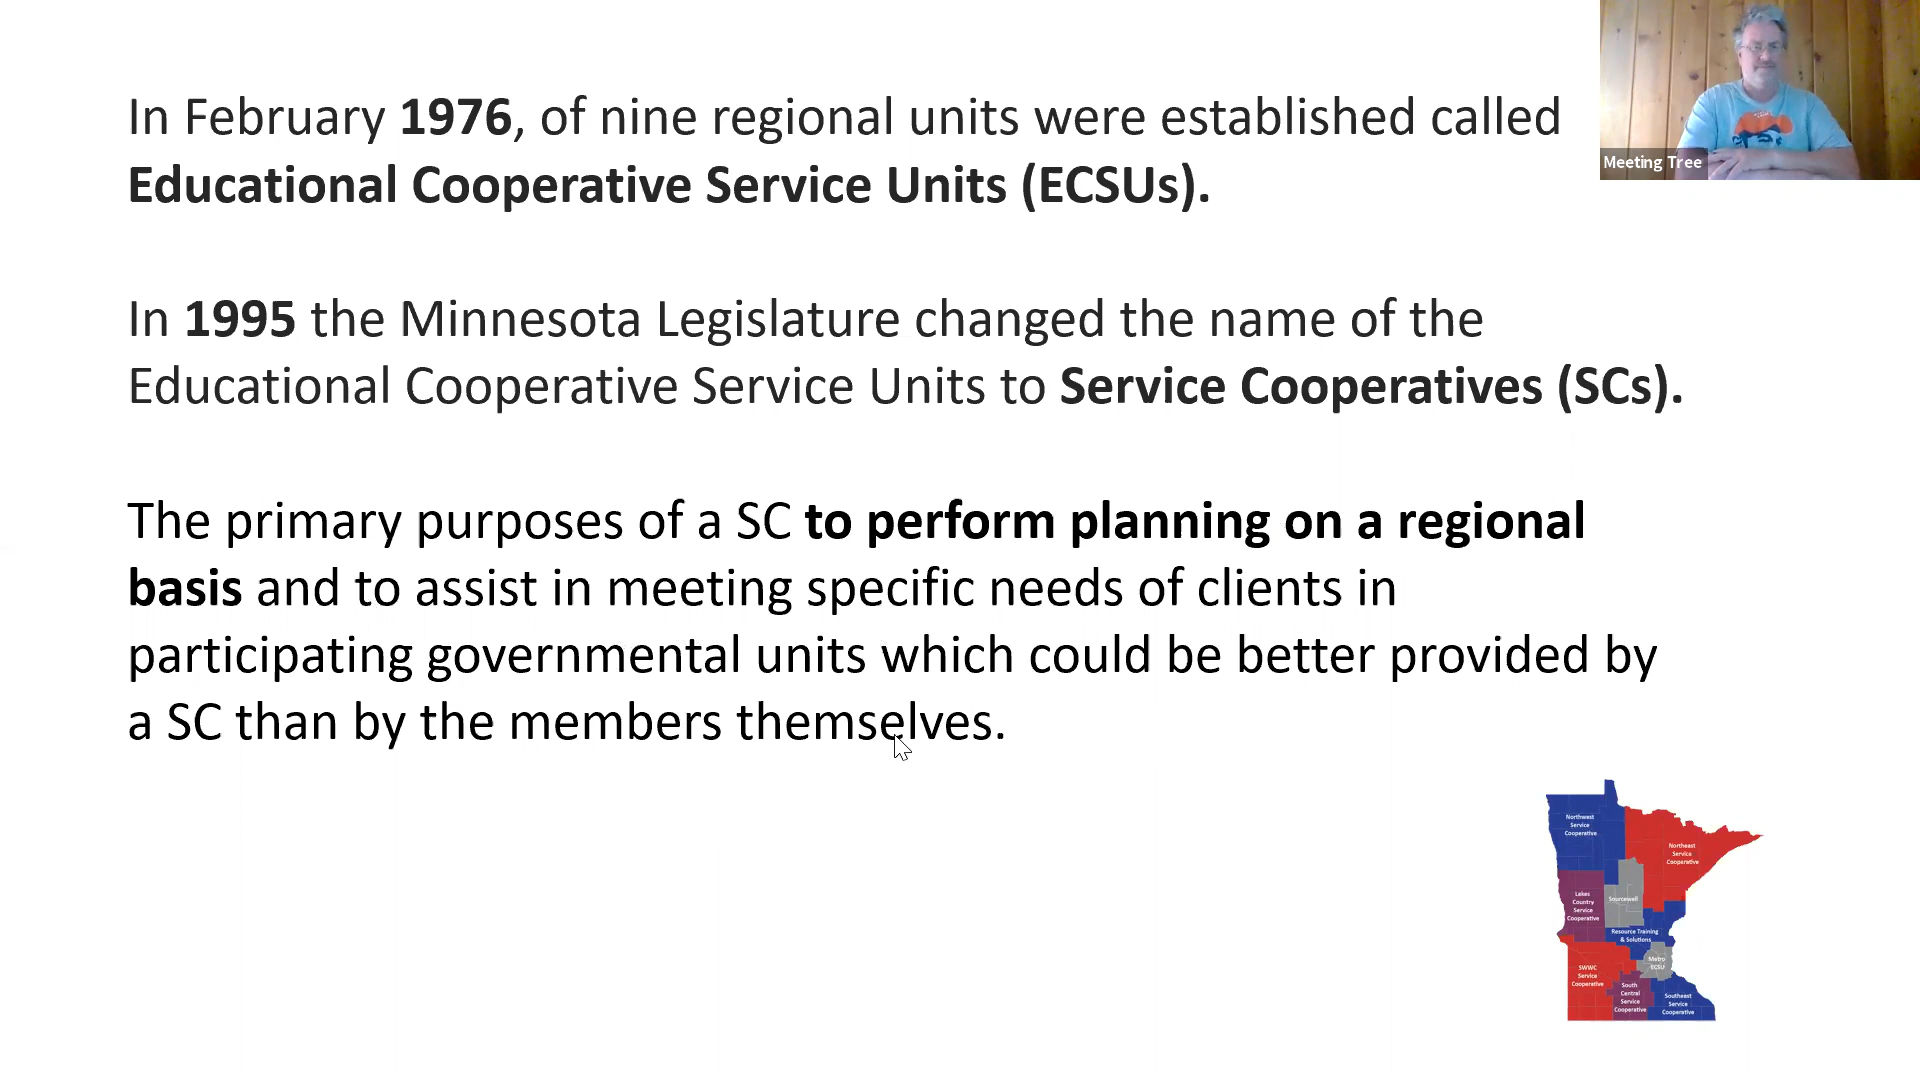 In February 1976, of nine regional units were established called
Educational Cooperative Service Units (ECSUs).
In 1995 the Minnesota Legislature changed the name of the
Educational Cooperative Service Units to Service Cooperatives (SCs).
The primary purposes of a SC to perform planning on a regional
basis and to assist in meeting specific needs of clients in
participating governmental units which could be better provided by
a SC than by the members themselves.
Meeting Tree
Northwest
Service
Cooperative
Northeast
Service
Cooperative
Lakes
Country
Service
Cooperative
Sourcewell
Resource Training
& Solutions
Metro
ECSU
SWWC
Service
Cooperative
South
Central
Service
Cooperative
Southeast
Service
Cooperative